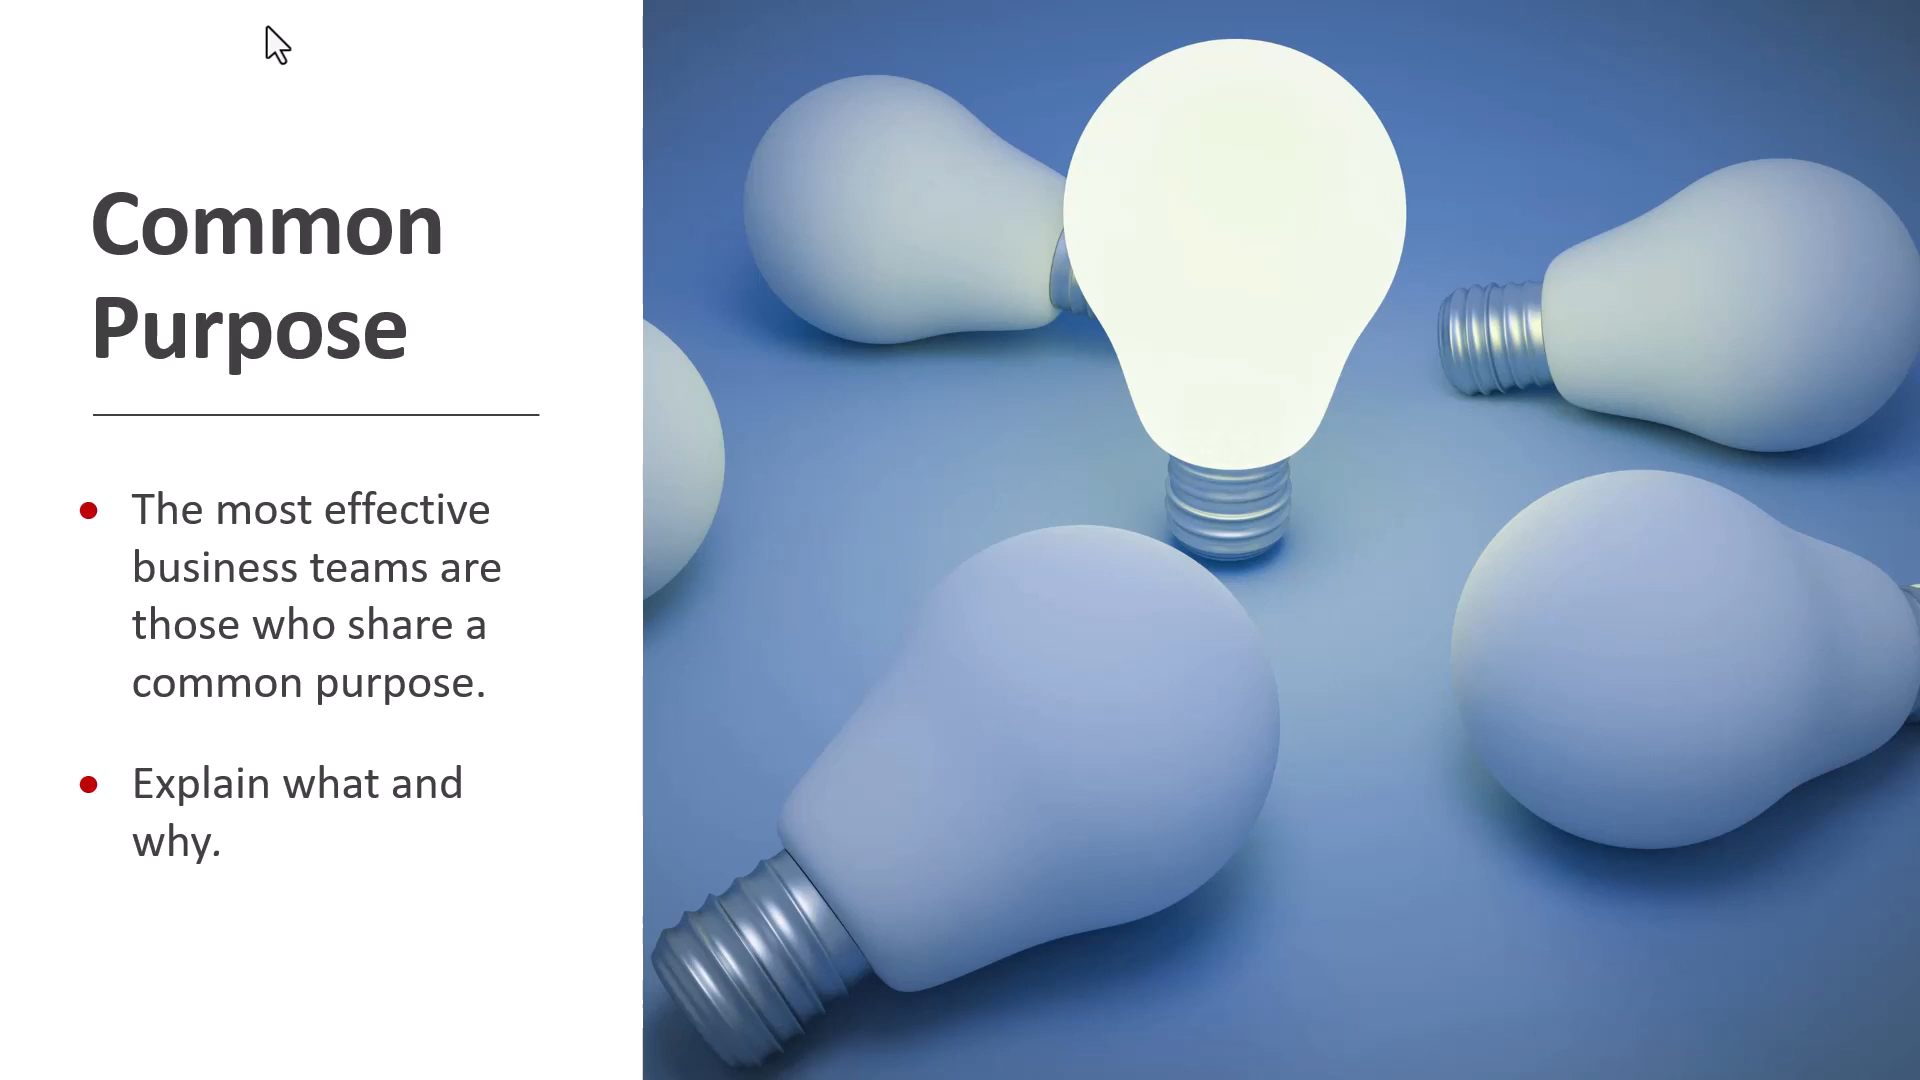 Common
Purpose
The most effective
business teams are
those who share a
common purpose.
Explain what and
why.